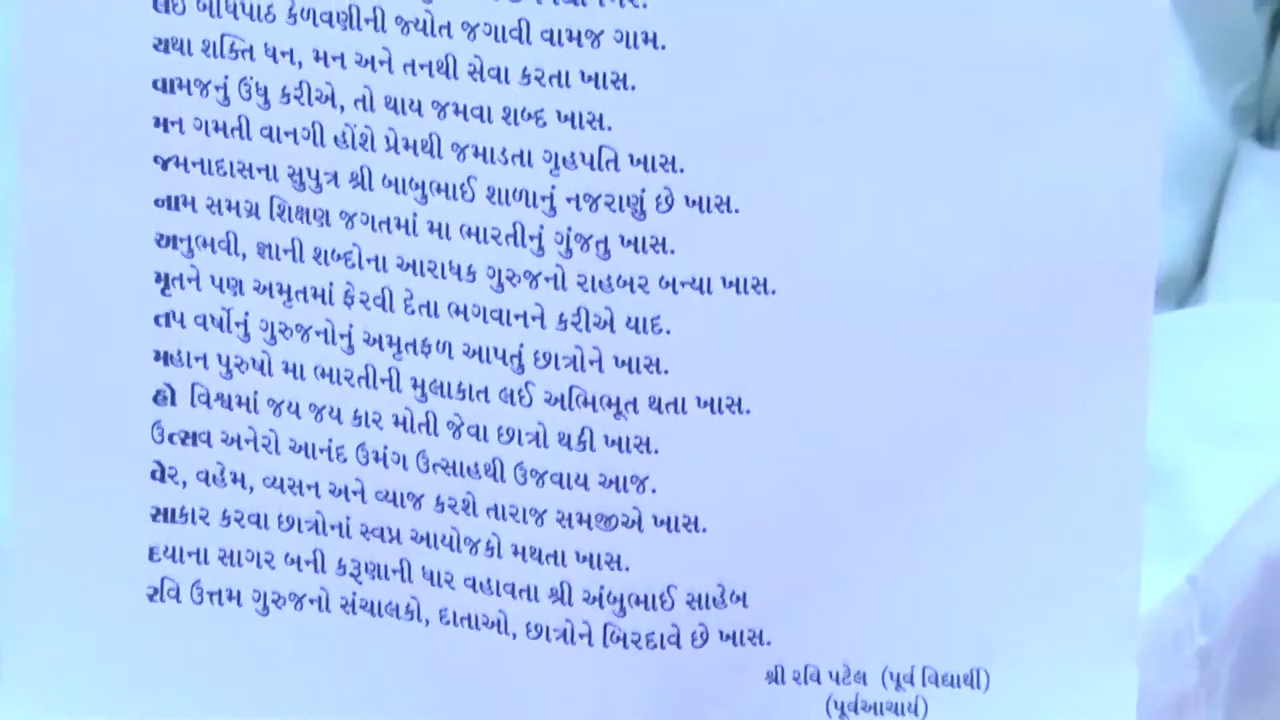 લઈ બોધપાઠ કેળવણીની જ્યોત જગાવી વામજ ગામ.
યથા શક્તિ ધન, મન અને તનથી સેવા કરતા ખાસ.
વામજનું ઉંધુ કરીએ, તો થાય જમવા શબ્દ ખાસ.
મન ગમતી વાનગી હોંશે પ્રેમથી જમાડતા ગૃહપતિ ખાસ.
જમનાદાસના સુપુત્ર શ્રી બાબુભાઈ શાળાનું નજરાણું છે ખાસ.
નામ સમગ્ર શિક્ષણ જગતમાં મા ભારતીનું ગુંજતુ ખાસ.
અનુભવી, જ્ઞાની શબ્દોના આરાધક ગુરુજનો રાહબર બન્યા ખાસ.
મૃતને પણ અમૃતમાં ફેરવી દેતા ભગવાનને કરીએ યાદ.
તપ વર્ષોનું ગુરુજનોનું અમૃતફળ આપતું છાત્રોને ખાસ.
મહાન પુરુષો મા ભારતીની મુલાકાત લઈ અભિભૂત થતા ખાસ.
હો વિશ્વમાં જય જય કાર મોતી જેવા છાત્રો થકી ખાસ.
ઉત્સવ અનેરો આનંદ ઉમંગ ઉત્સાહથી ઉજવાય આજ.
વેર, વહેમ, વ્યસન અને વ્યાજ કરશે તારાજ સમજીએ ખાસ.
સાકાર કરવા છાત્રોનાં સ્વપ્ન આયોજકો મથતા ખાસ.
દયાના સાગર બની કરૂણાની ધાર વહાવતા શ્રી અંબુભાઈ સાહેબ
રવિ ઉત્તમ ગુરુજનો સંચાલકો, દાતાઓ, છાત્રોને બિરદાવે છે ખાસ.
શ્રી રવિ પટેલ (પૂર્વ વિદ્યાર્થી)
(પૂર્વઆચાર્ય)